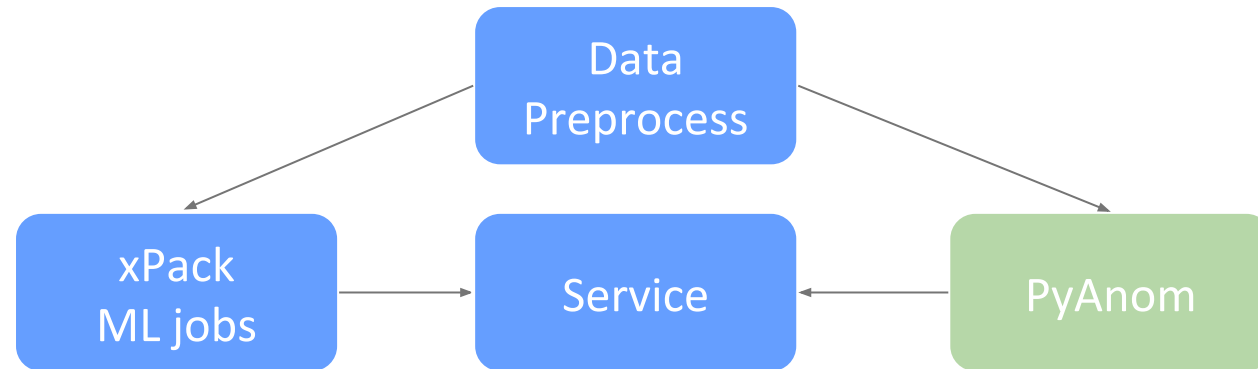 Data
Preprocess
xPack
ML jobs
Service
PyAnom